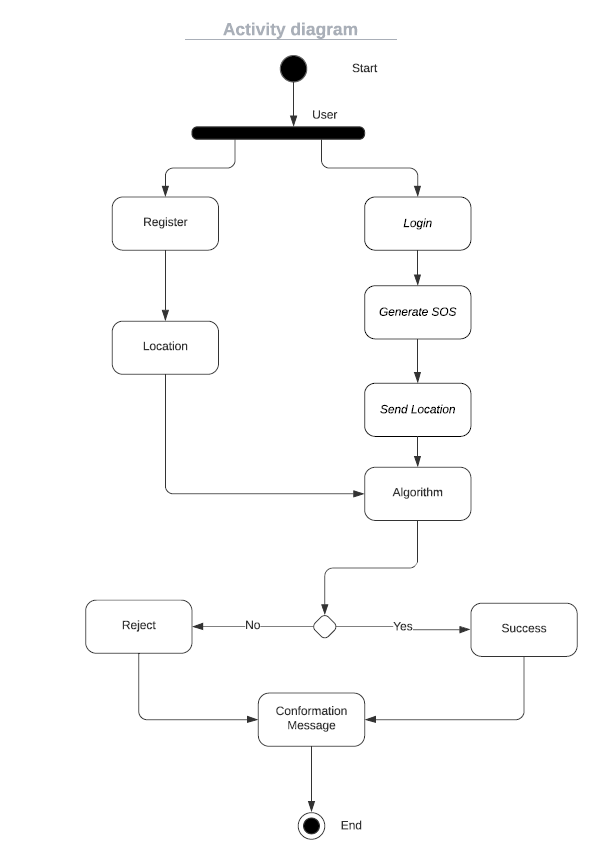 Activity diagram
Start
User
Register
Login
Generate SOS
Location
Send Location
Algorithm
No
Yes
Reject
Success
Conformation
Message
End